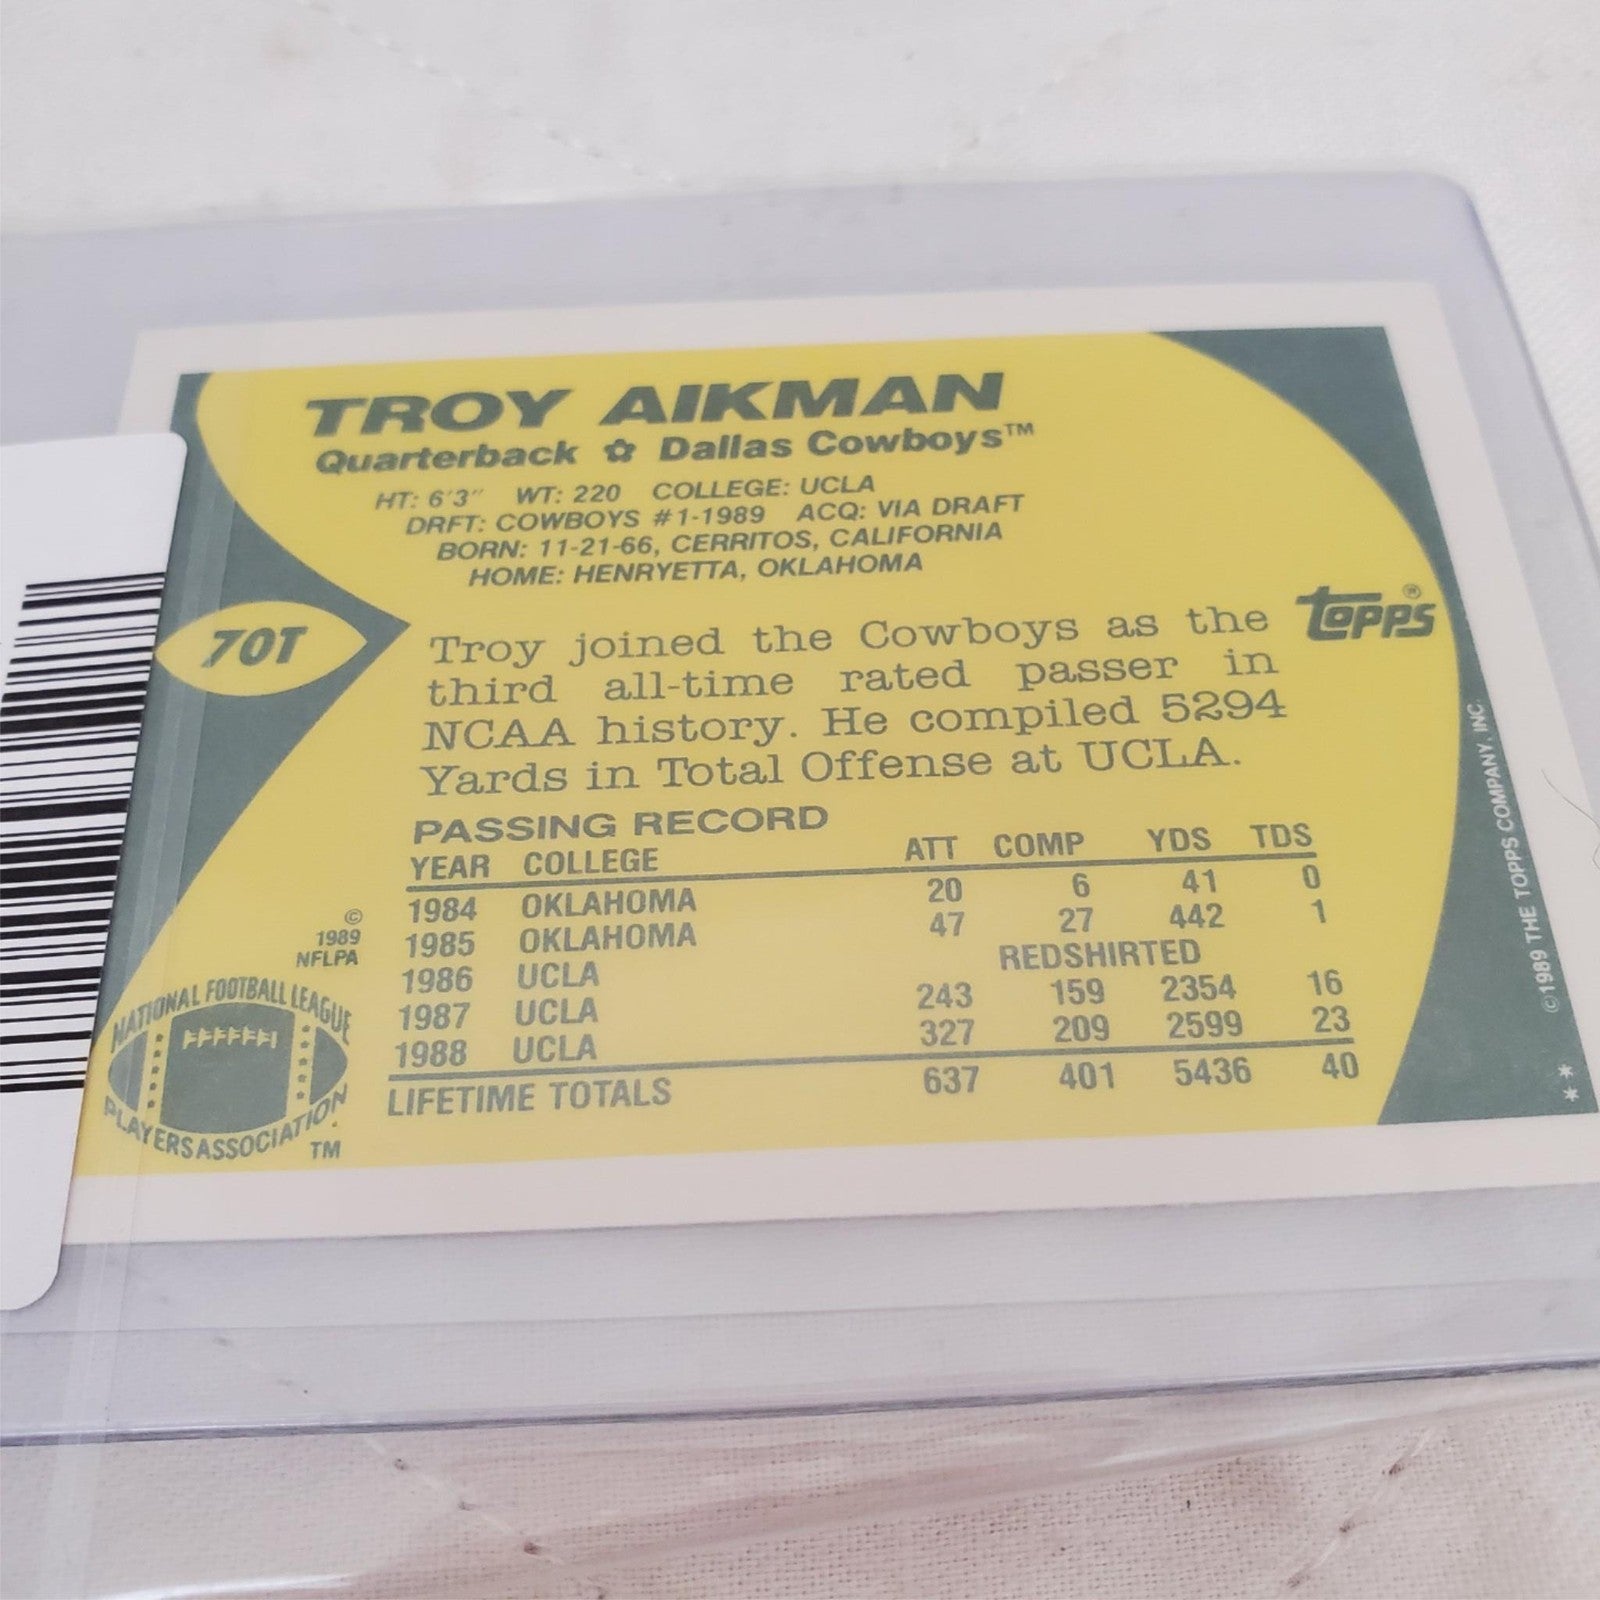 TROY AIKMAN
Quarterback ✿ Dallas Cowboys™
HT: 6'3" WT: 220 COLLEGE: UCLA
DRFT: COWBOYS #1-1989 ACQ: VIA DRAFT
BORN: 11-21-66, CERRITOS, CALIFORNIA
HOME: HENRYETTA, OKLAHOMA
70T
topps®
Troy joined the Cowboys as the
third all-time rated passer in
NCAA history. He compiled 5294
Yards in Total Offense at UCLA.
PASSING RECORD
YEAR COLLEGE ATT COMP YDS TDS
1984 OKLAHOMA 20 6 41 0
1985 OKLAHOMA 47 27 442 1
1986 UCLA REDSHIRTED
1987 UCLA 243 159 2354 16
1988 UCLA 327 209 2599 23
LIFETIME TOTALS 637 401 5436 40
©
1989
NFLPA
NATIONAL FOOTBALL LEAGUE
PLAYERS ASSOCIATION
TM
©1989 THE TOPPS COMPANY, INC.
**